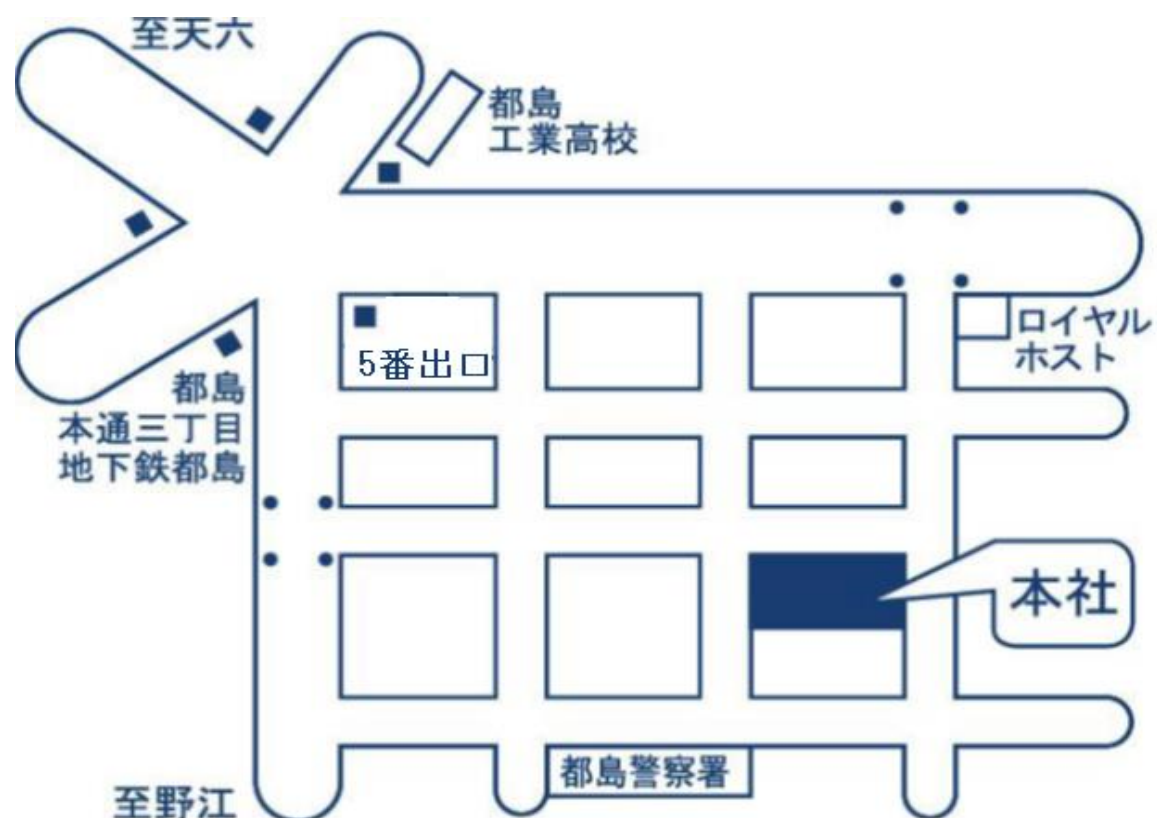 至天六
都島
工業高校
5番出口
ロイヤル
ホスト
都島
本通三丁目
地下鉄都島
本社
都島警察署
至野江